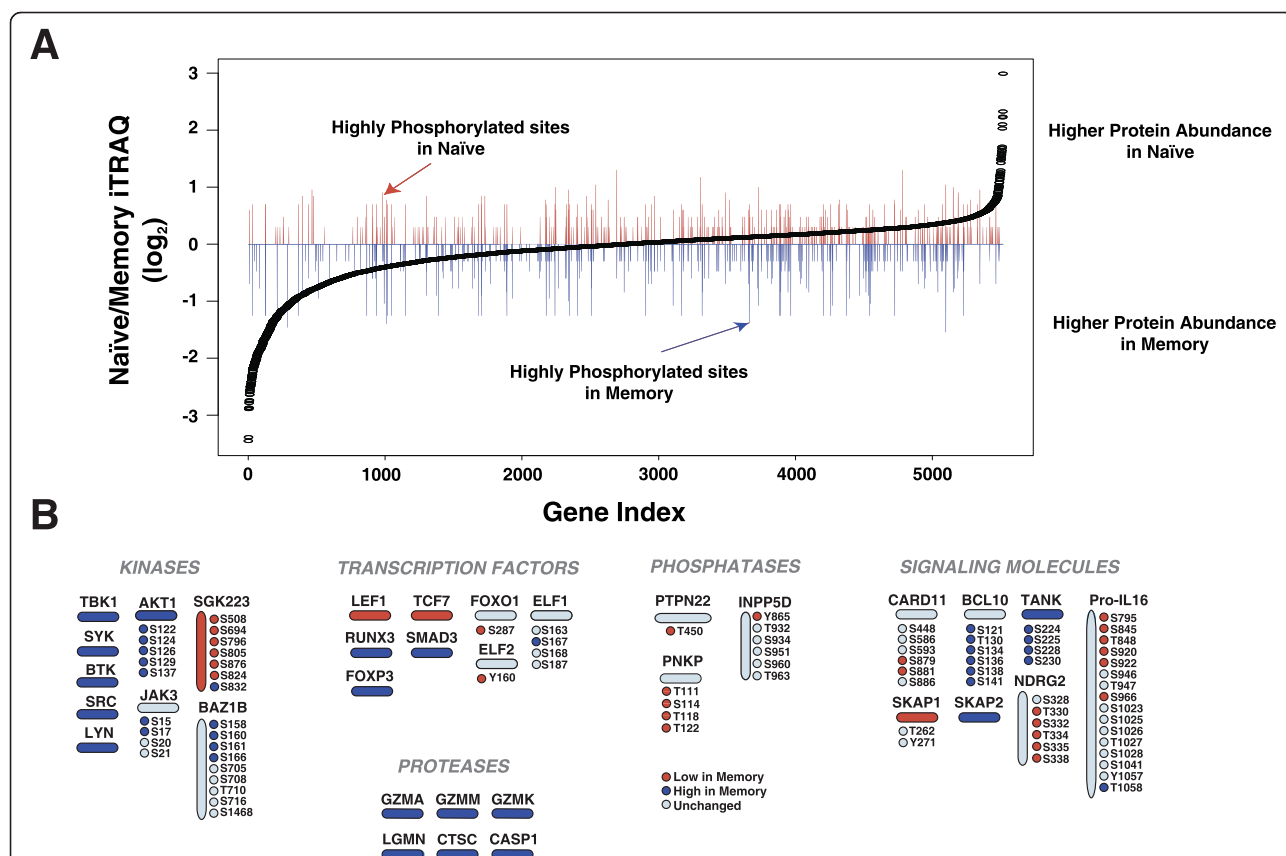 A
Naïve/Memory iTRAQ
(log2)
3
2
1
0
-1
-2
-3
Highly Phosphorylated sites
in Naïve
Highly Phosphorylated sites
in Memory
Higher Protein Abundance
in Naïve
Higher Protein Abundance
in Memory
0 1000 2000 3000 4000 5000
Gene Index
B
KINASES
TBK1
SYK
BTK
SRC
LYN
AKT1
S122
S124
S126
S129
S137
JAK3
S15
S17
S20
S21
SGK223
S508
S694
S796
S805
S876
S824
S832
BAZ1B
S158
S160
S161
S166
S705
S708
T710
S716
S1468
TRANSCRIPTION FACTORS
LEF1
RUNX3
FOXP3
TCF7
SMAD3
FOXO1
S287
ELF2
Y160
ELF1
S163
S167
S168
S187
PROTEASES
GZMA GZMM GZMK
LGMN CTSC CASP1
PHOSPHATASES
PTPN22
T450
PNKP
T111
S114
T118
T122
INPP5D
Y865
T932
S934
S951
S960
T963
Low in Memory
High in Memory
Unchanged
SIGNALING MOLECULES
CARD11
S448
S586
S593
S879
S881
S886
SKAP1
T262
Y271
BCL10
S121
T130
S134
S136
S138
S141
SKAP2
TANK
S224
S225
S228
S230
NDRG2
S328
T330
S332
T334
S335
S338
Pro-IL16
S795
S845
T848
S920
S922
S946
T947
S966
S1023
S1025
S1026
T1027
S1028
S1041
Y1057
T1058